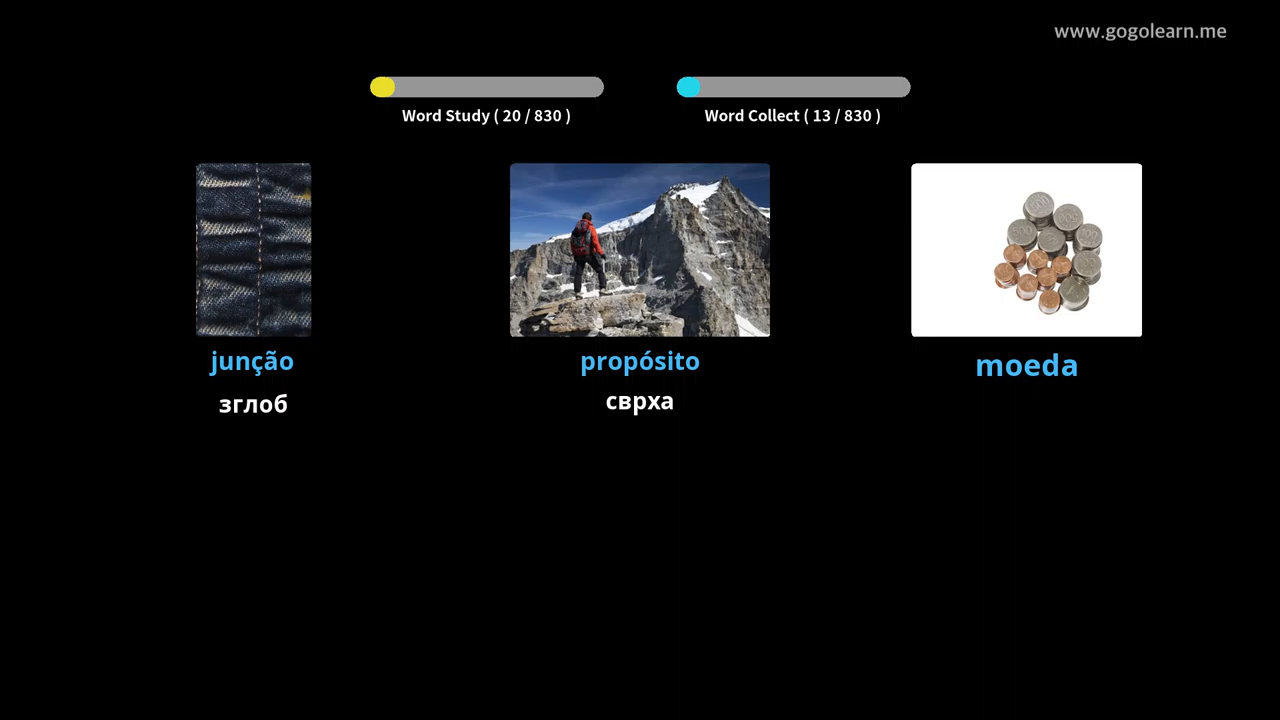 www.gogolearn.me
Word Study ( 20 / 830 )
Word Collect ( 13 / 830 )
junção
зглоб
propósito
сврха
moeda